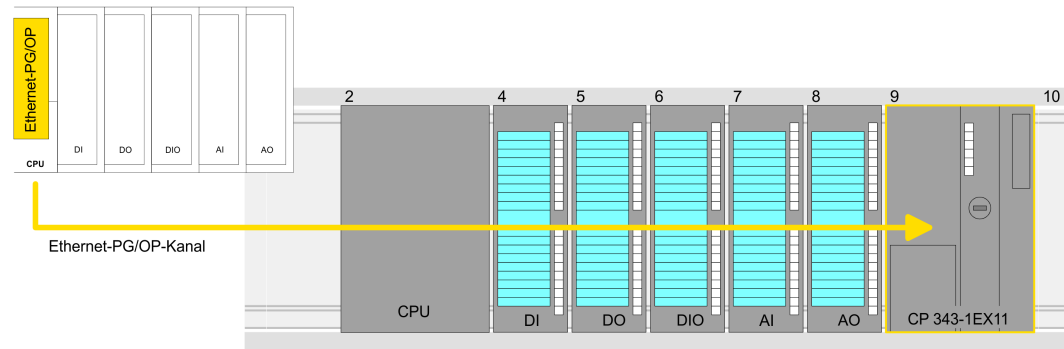 Ethernet-PG/OP
CPU
DI
DO
DIO
AI
AO
Ethernet-PG/OP-Kanal
2
4
5
6
7
8
9
10
CPU
DI
DO
DIO
AI
AO
CP 343-1EX11